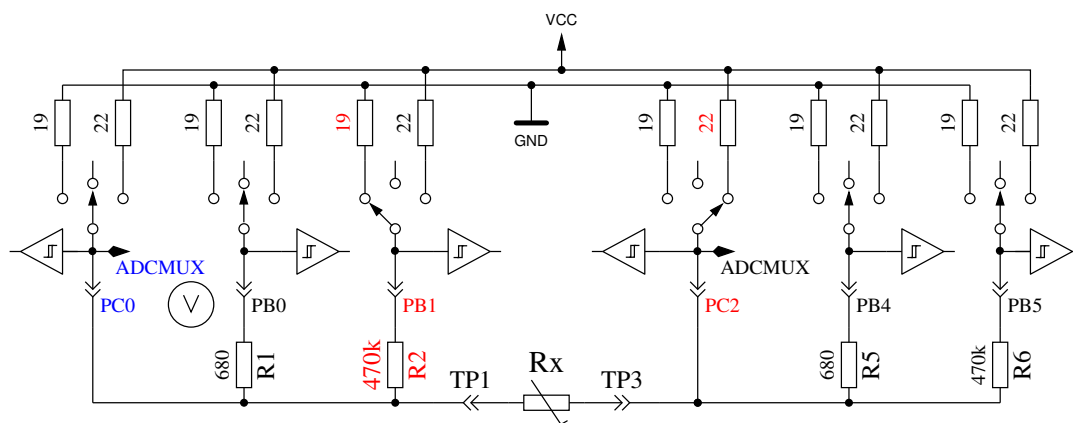 VCC
19
22
19
22
19
22
GND
19
22
19
22
19
22
ADCMUX
ADCMUX
PC0
V
PB0
PB1
PC2
PB4
PB5
680
R1
470k
R2
TP1
Rx
TP3
680
R5
470k
R6